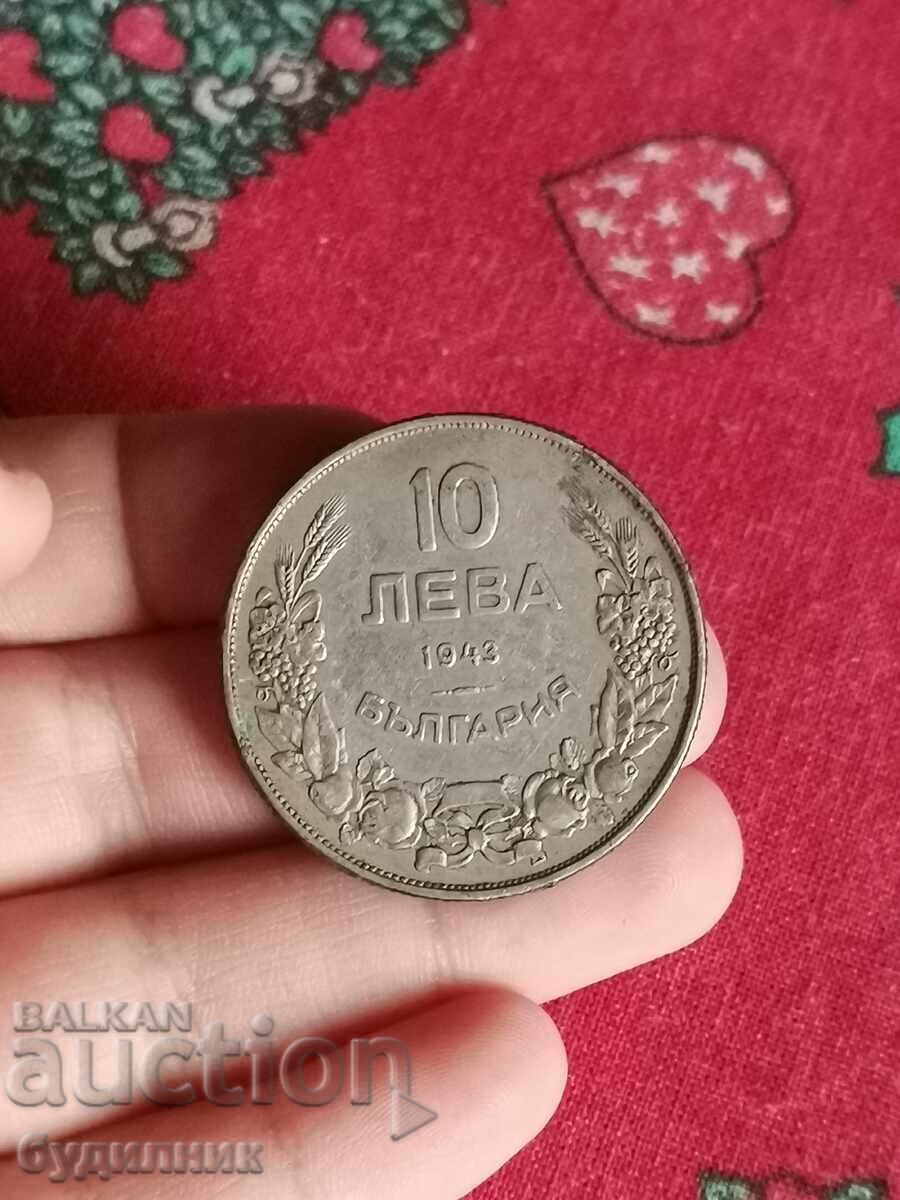 10
ЛЕВА
1943
БЪЛГАРИЯ
BALKAN
auction
будилник